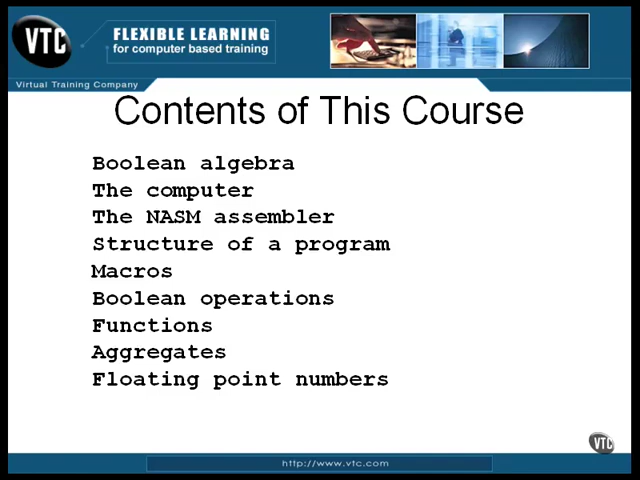 VTC
FLEXIBLE LEARNING
for computer based training
Virtual Training Company
Contents of This Course
Boolean algebra
The computer
The NASM assembler
Structure of a program
Macros
Boolean operations
Functions
Aggregates
Floating point numbers
VTC
http://www.vtc.com